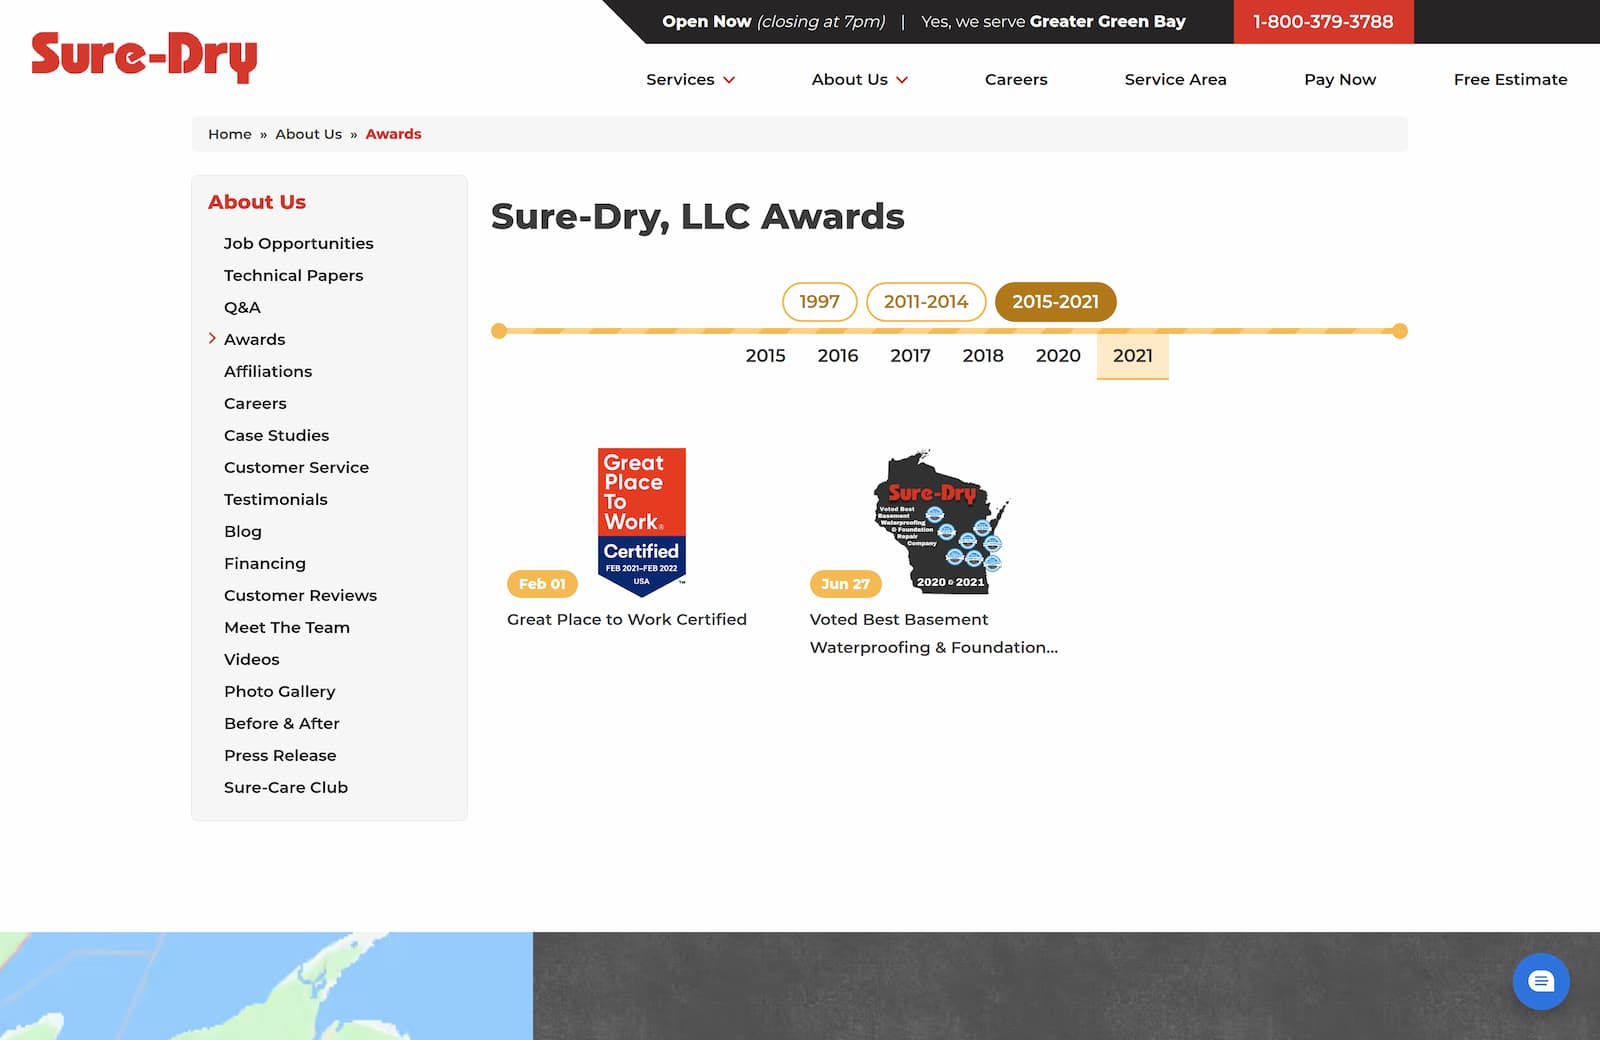 Open Now (closing at 7pm) | Yes, we serve Greater Green Bay
1-800-379-3788
Sure-Dry
Services
About Us
Careers
Service Area
Pay Now
Free Estimate
Home » About Us » Awards
About Us
Job Opportunities
Technical Papers
Q&A
Awards
Affiliations
Careers
Case Studies
Customer Service
Testimonials
Blog
Financing
Customer Reviews
Meet The Team
Videos
Photo Gallery
Before & After
Press Release
Sure-Care Club
Sure-Dry, LLC Awards
1997
2011-2014
2015-2021
2015
2016
2017
2018
2020
2021
Great
Place
To
Work®
Certified
FEB 2021–FEB 2022
USA
™
Feb 01
Great Place to Work Certified
Sure-Dry
Voted Best
Basement
Waterproofing
& Foundation
Repair
Company
2020 & 2021
Jun 27
Voted Best Basement
Waterproofing & Foundation...